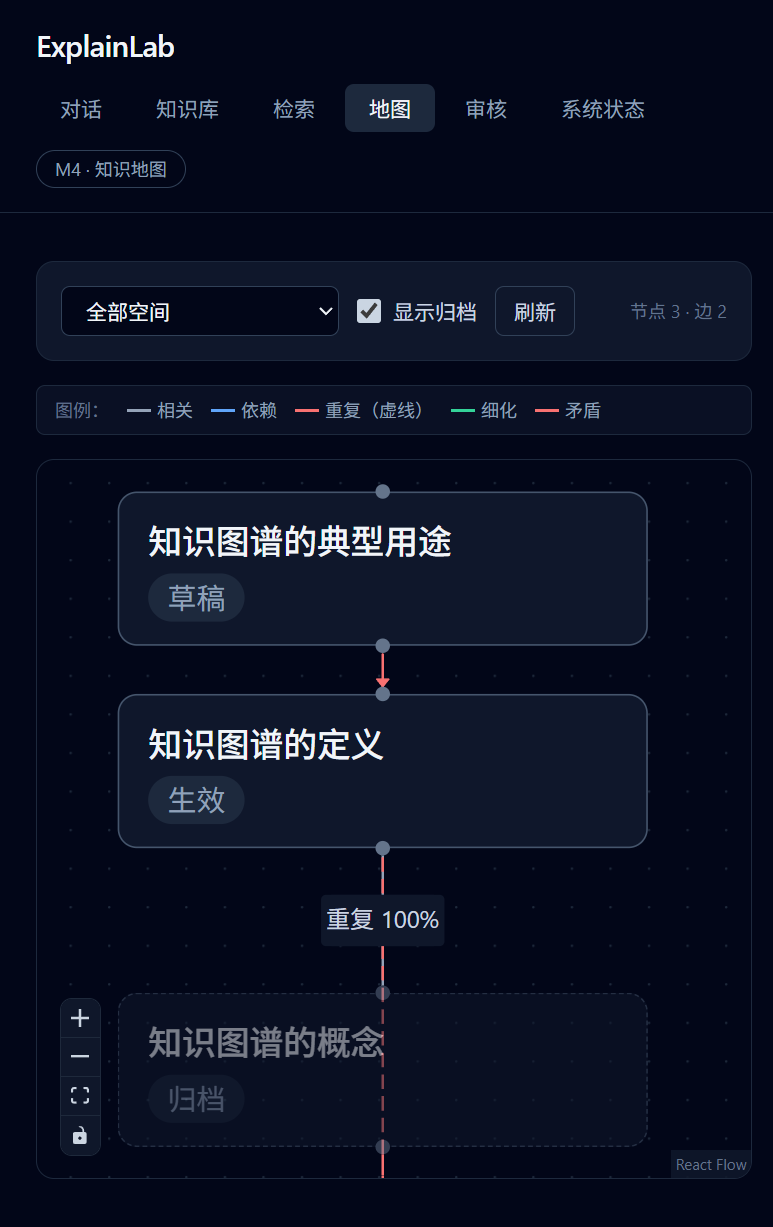 ExplainLab
对话 知识库 检索 地图 审核 系统状态
M4 · 知识地图
全部空间 显示归档 刷新 节点 3 · 边 2
图例： 相关 依赖 重复（虚线） 细化 矛盾
知识图谱的典型用途
草稿
知识图谱的定义
生效
重复 100%
知识图谱的概念
归档
React Flow